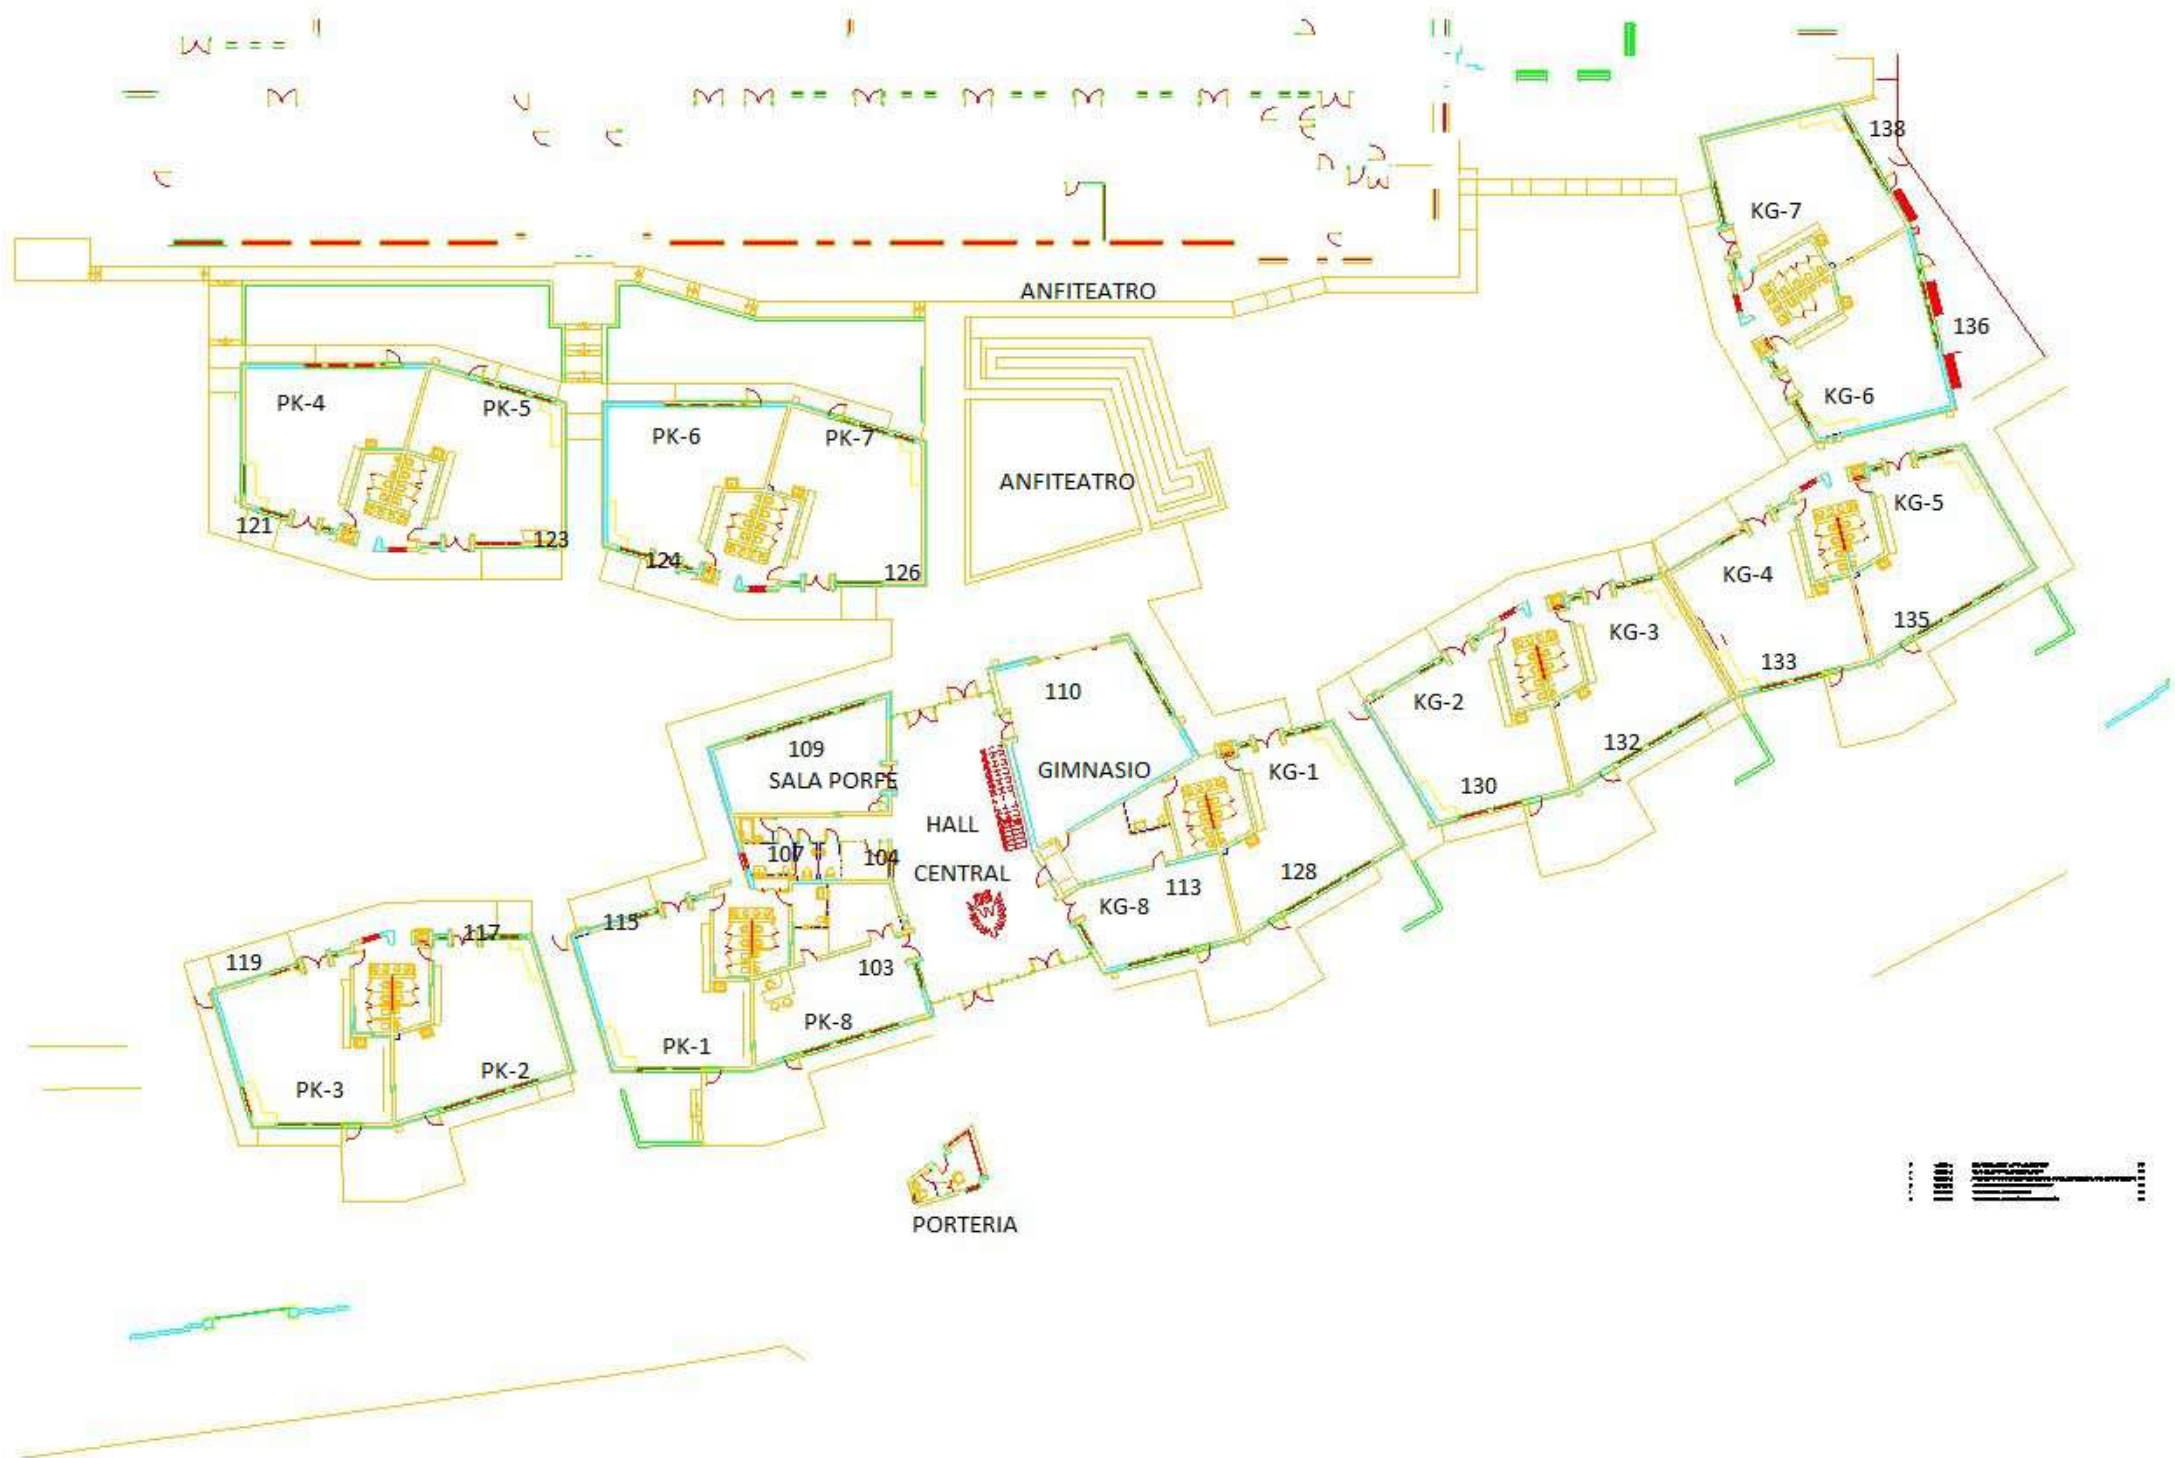 138
KG-7
ANFITEATRO
136
PK-4
PK-5
KG-6
PK-6
PK-7
ANFITEATRO
KG-5
121
123
124
126
KG-4
KG-3
135
133
110
KG-2
109
SALA PORFE
GIMNASIO
KG-1
132
130
HALL
CENTRAL
107
104
113
128
KG-8
W
115
117
119
103
PK-8
PK-1
PK-2
PK-3
PORTERIA